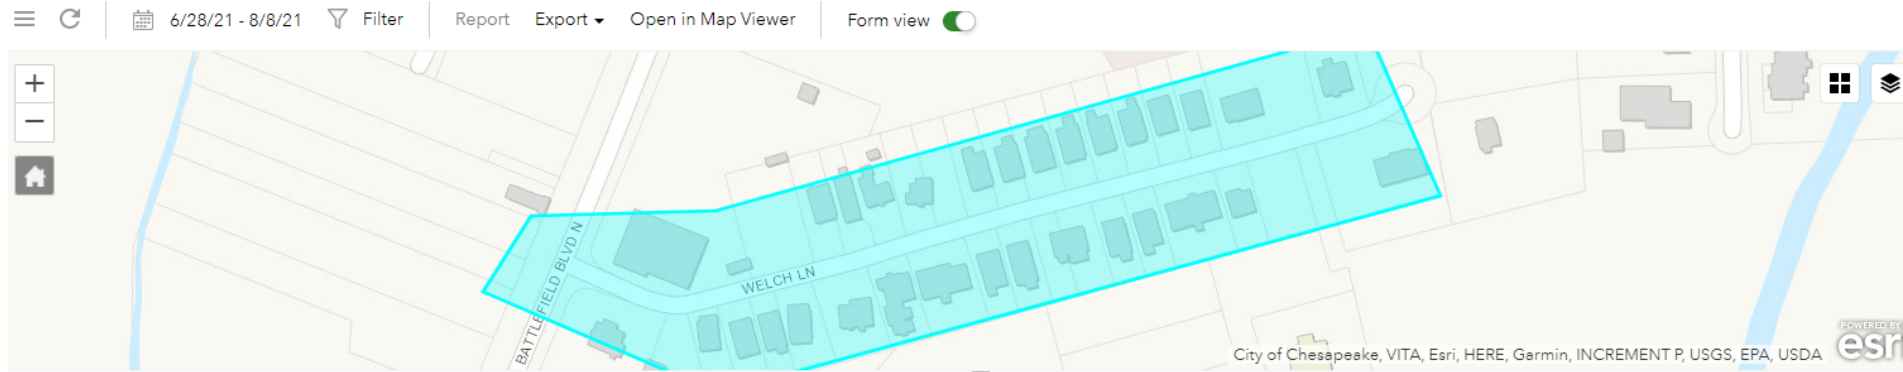 6/28/21 - 8/8/21 Filter Report Export Open in Map Viewer Form view
BATTLEFIELD BLVD N
WELCH LN
POWERED BY
esri
City of Chesapeake, VITA, Esri, HERE, Garmin, INCREMENT P, USGS, EPA, USDA